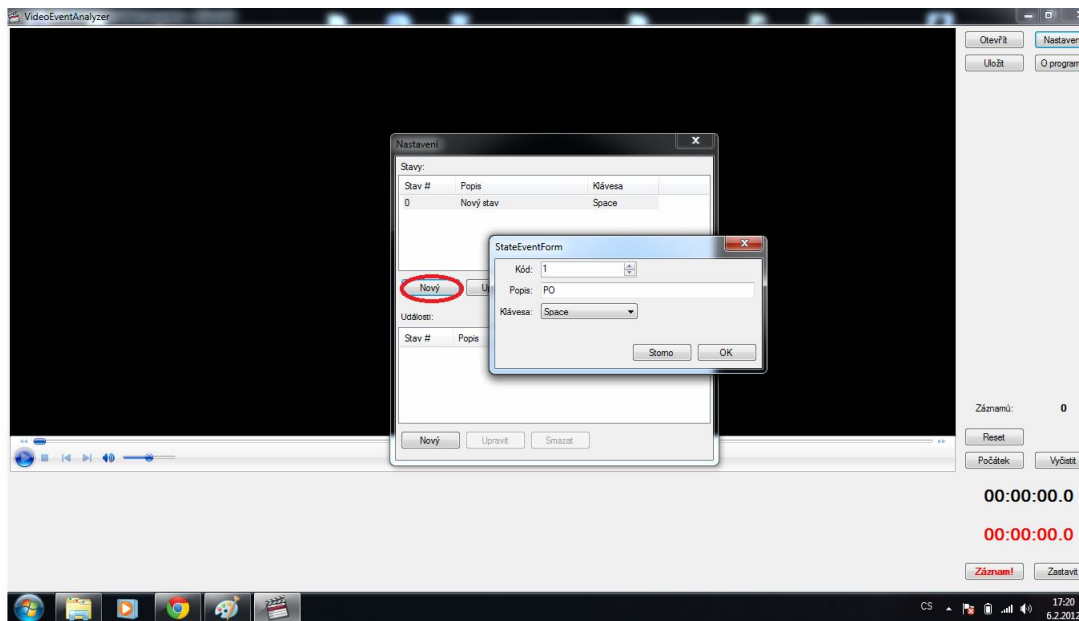 VideoEventAnalyzer
Otevřít
Uložit
Nastavení
Stavy:
Stav # Popis Klávesa
0 Nový stav Space
Nový
Události:
Stav # Popis
Nový Upravit Smazat
StateEventForm
Kód: 1
Popis: PO
Klávesa: Space
Storno OK
Záznamů: 0
Reset
Počátek Vyčistit
00:00:00.0
00:00:00.0
Záznam! Zastavit
CS
17:20
6.2.2012